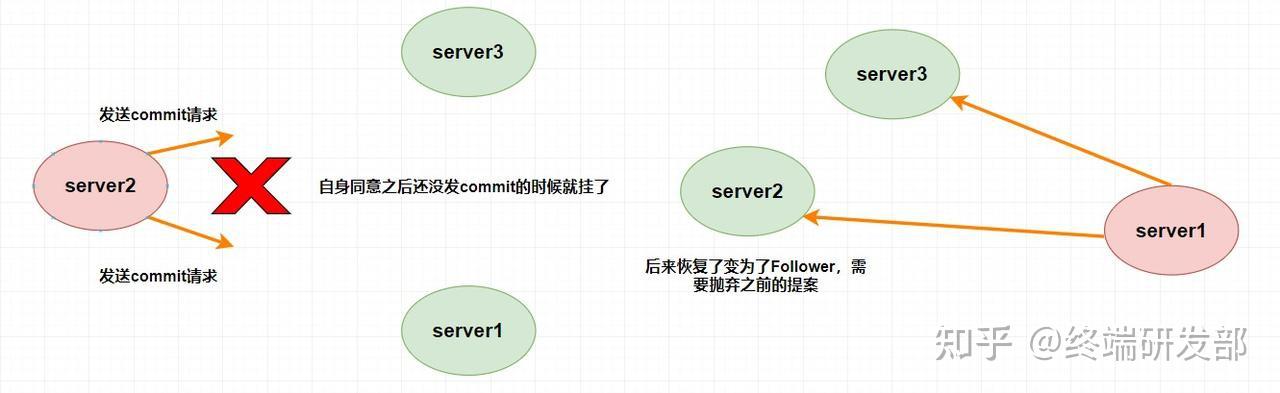 server3
发送commit请求
server2
自身同意之后还没发commit的时候就挂了
发送commit请求
server1
server3
server2
server1
后来恢复了变为了Follower，需
要抛弃之前的提案
知乎 @终端研发部